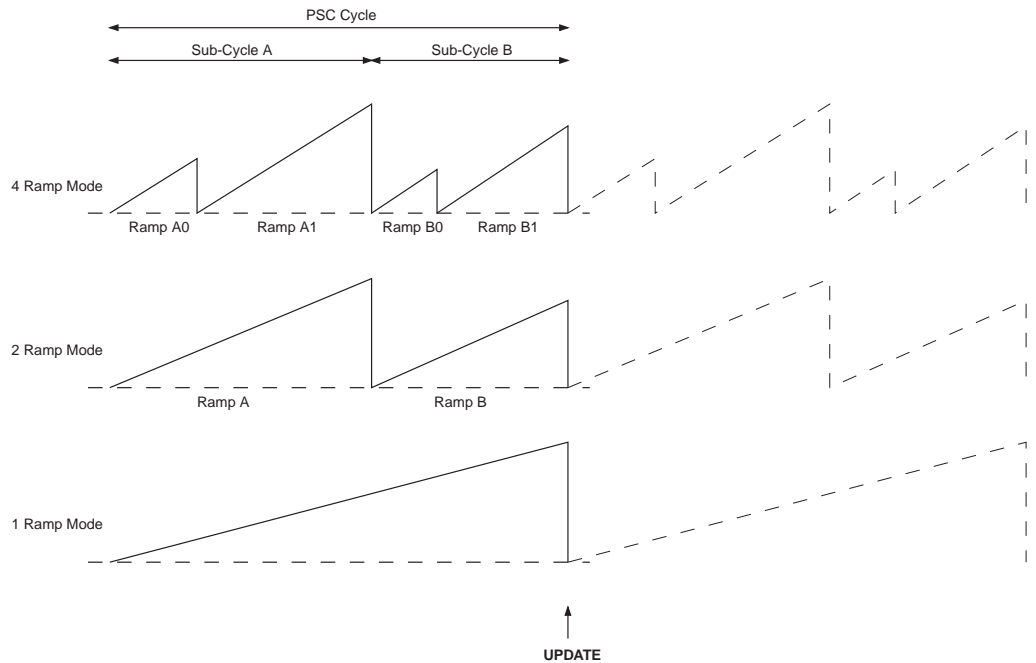 PSC Cycle
Sub-Cycle A
Sub-Cycle B
4 Ramp Mode
Ramp A0
Ramp A1
Ramp B0
Ramp B1
2 Ramp Mode
Ramp A
Ramp B
1 Ramp Mode
UPDATE